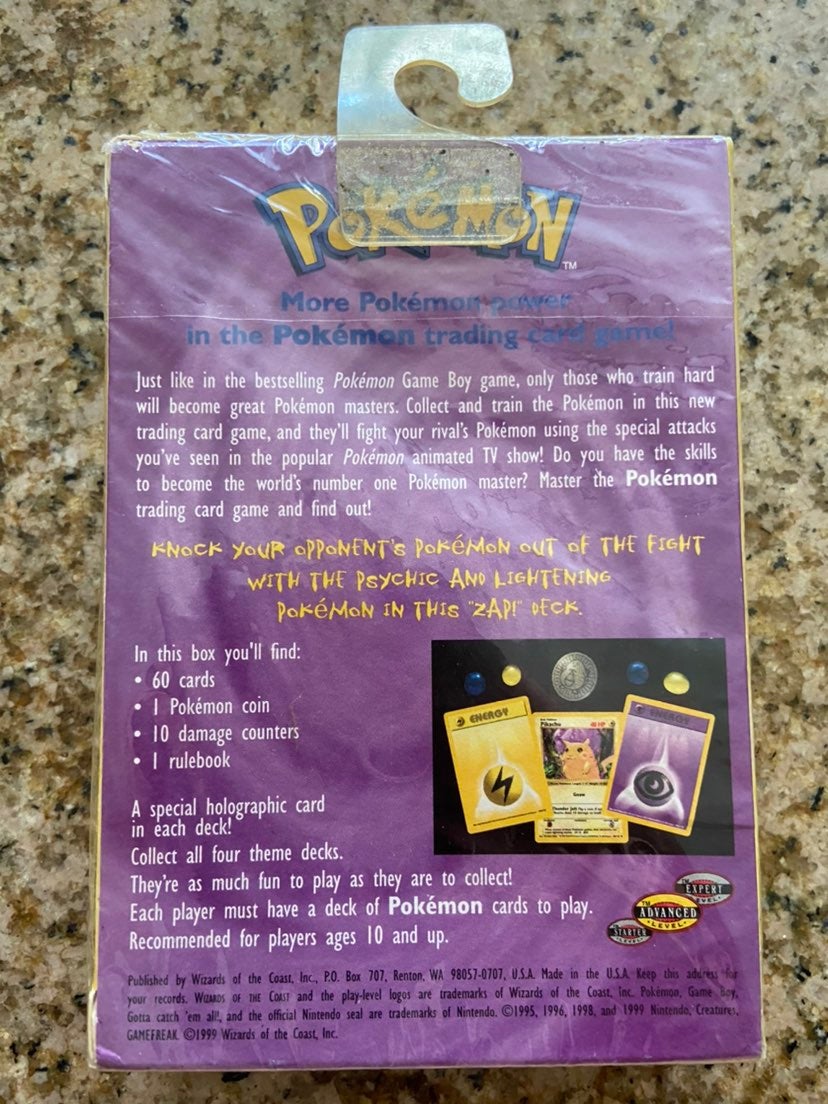 POKéMON
TM
More Pokémon power
in the Pokémon trading card game!
Just like in the bestselling Pokémon Game Boy game, only those who train hard
will become great Pokémon masters. Collect and train the Pokémon in this new
trading card game, and they'll fight your rival's Pokémon using the special attacks
you've seen in the popular Pokémon animated TV show! Do you have the skills
to become the world's number one Pokémon master? Master the Pokémon
trading card game and find out!
KNOCK YOUR OPPONENT'S POKéMON OUT OF THE FIGHT
WITH THE PSYCHIC AND LIGHTENING
POKéMON IN THIS "ZAP!" DECK.
In this box you'll find:
• 60 cards
• 1 Pokémon coin
• 10 damage counters
• 1 rulebook
ENERGY
Pikachu 40 HP
ENERGY
Gnaw
Thunder Jolt
A special holographic card
in each deck!
Collect all four theme decks.
They're as much fun to play as they are to collect!
Each player must have a deck of Pokémon cards to play.
Recommended for players ages 10 and up.
EXPERT
LEVEL
ADVANCED
LEVEL
STARTER
LEVEL
Published by Wizards of the Coast, Inc., P.O. Box 707, Renton, WA 98057-0707, U.S.A. Made in the U.S.A. Keep this address for
your records. WIZARDS OF THE COAST and the play-level logos are trademarks of Wizards of the Coast, Inc. Pokémon, Game Boy,
Gotta catch 'em all!, and the official Nintendo seal are trademarks of Nintendo. ©1995, 1996, 1998, and 1999 Nintendo, Creatures,
GAMEFREAK. ©1999 Wizards of the Coast, Inc.